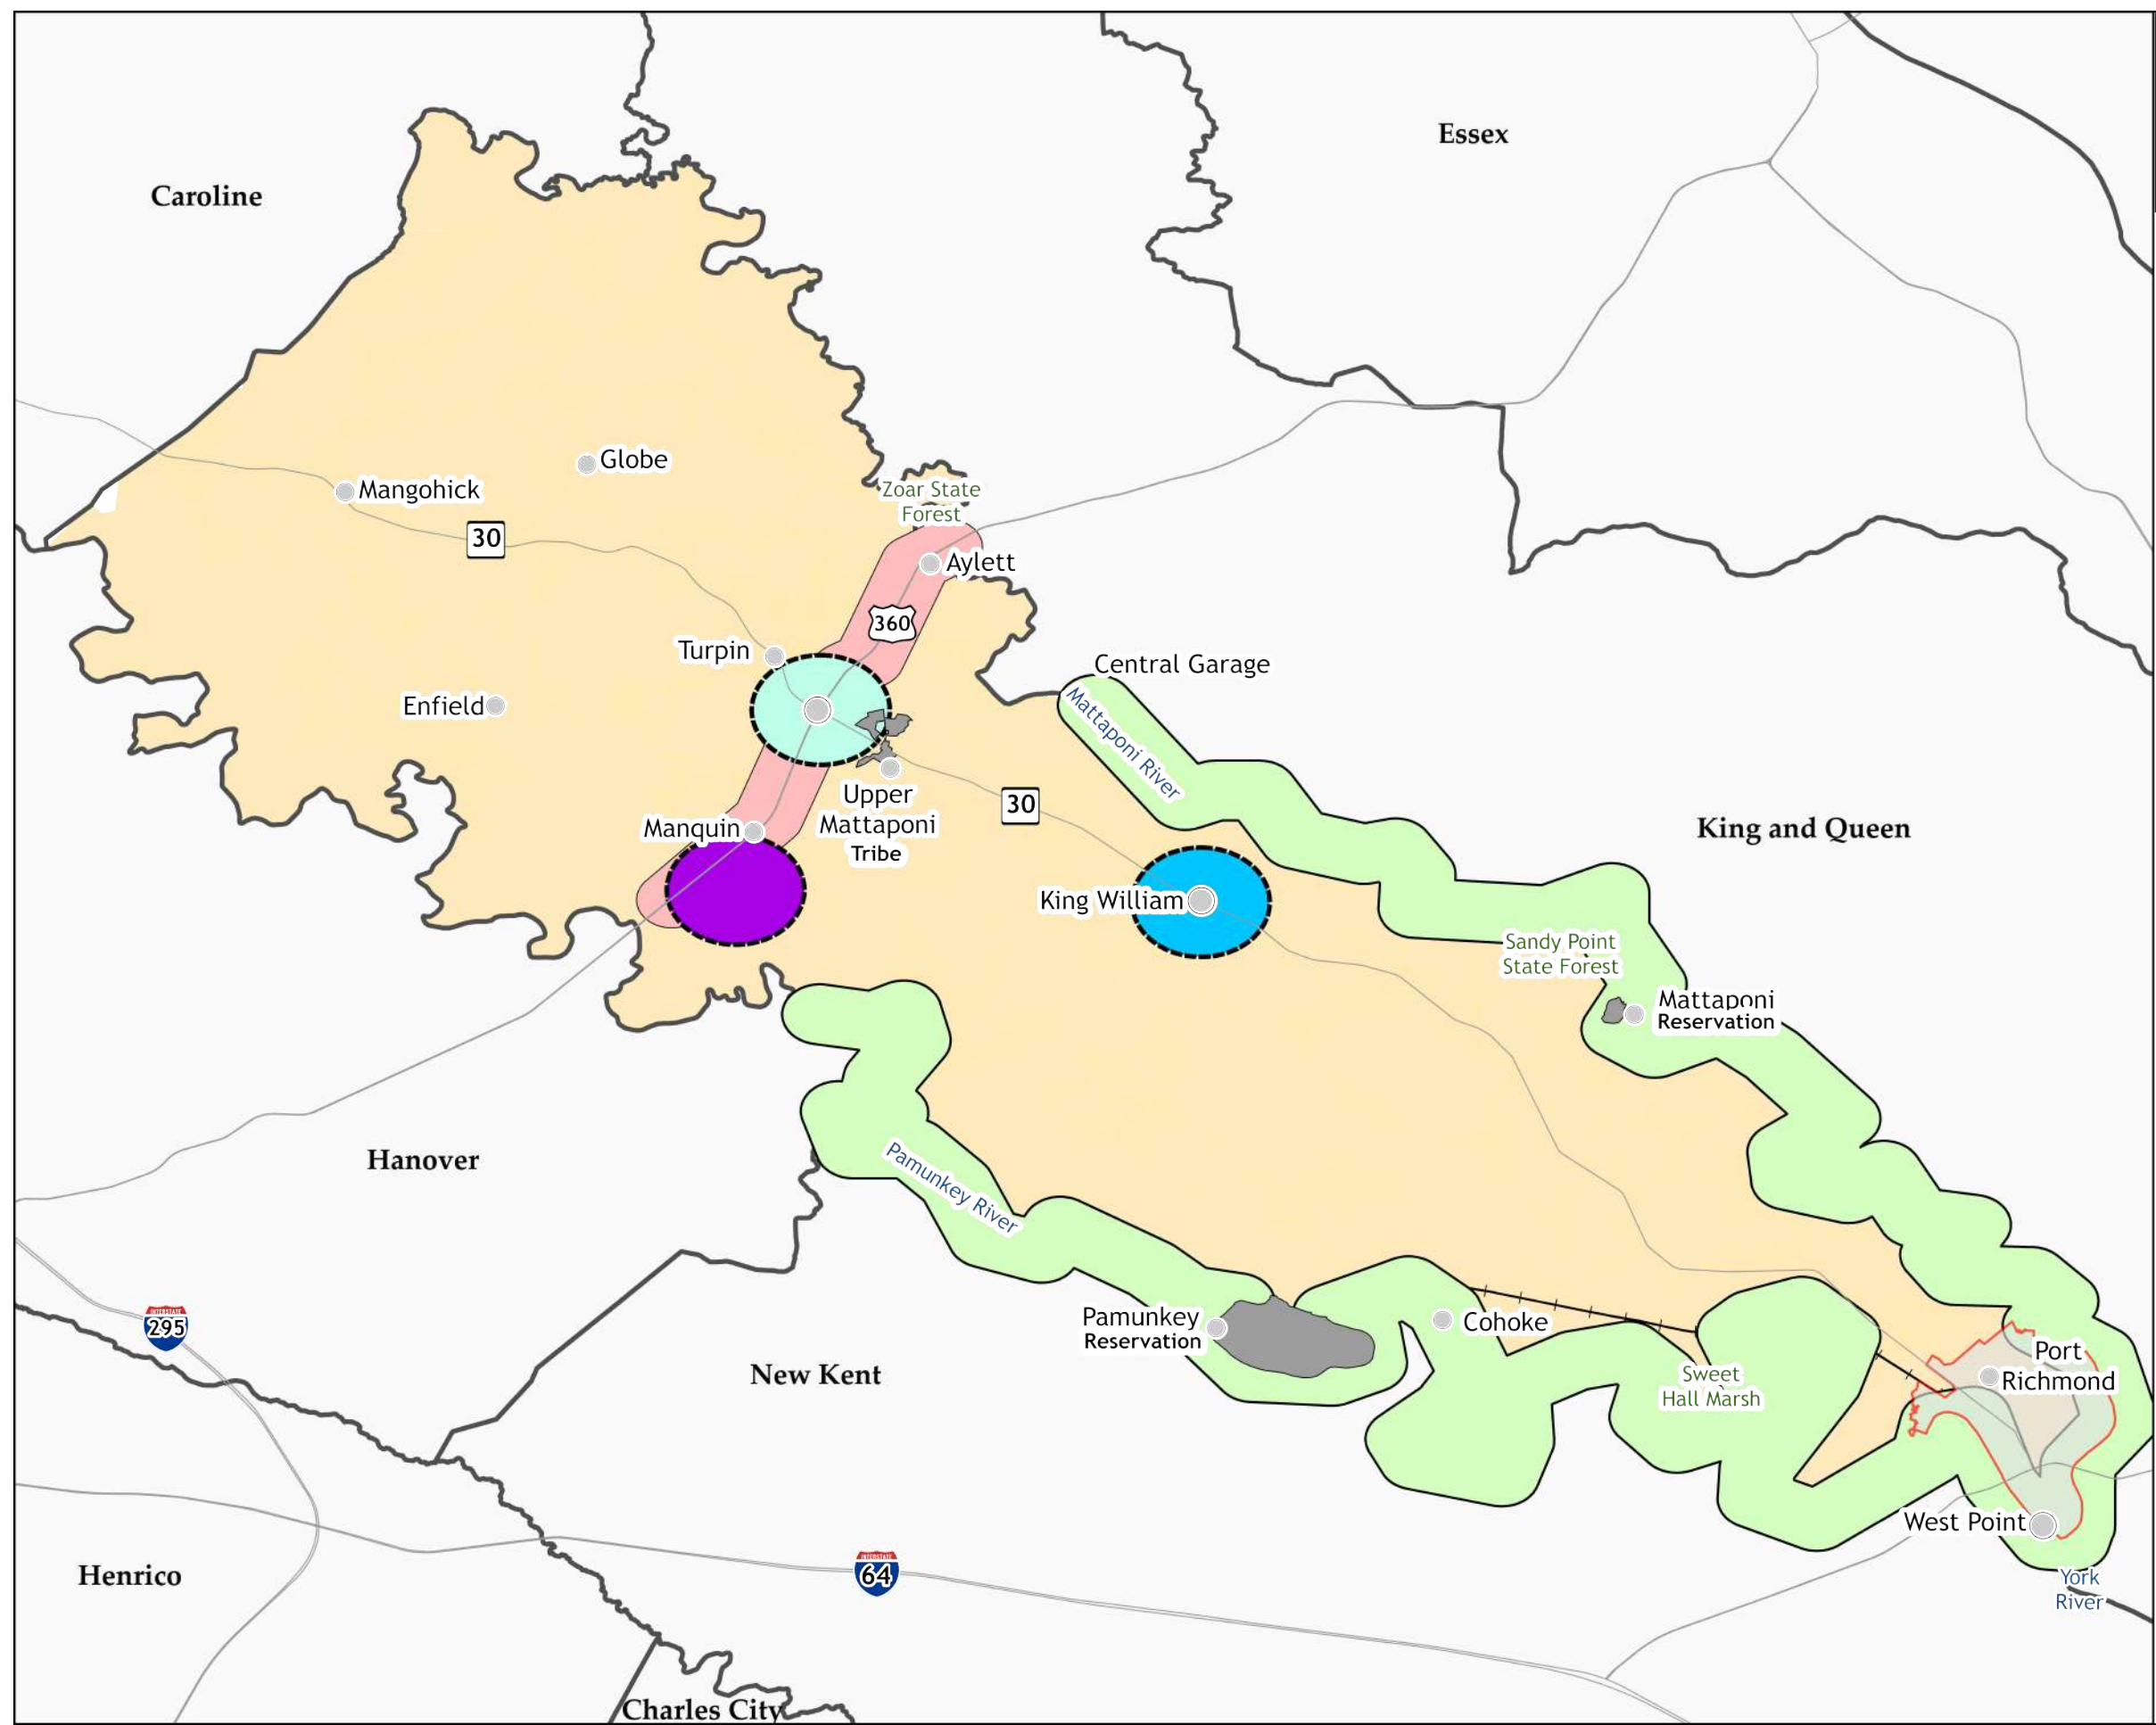 Essex
Caroline
Globe
Mangohick
Zoar State
Forest
30
Aylett
360
Turpin
Central Garage
Enfield
Mattaponi River
Upper
Mattaponi
Tribe
30
Manquin
King and Queen
King William
Sandy Point
State Forest
Mattaponi
Reservation
Hanover
Pamunkey River
INTERSTATE
295
Pamunkey
Reservation
Cohoke
Port
Richmond
New Kent
Sweet
Hall Marsh
West Point
INTERSTATE
64
Henrico
York
River
Charles City